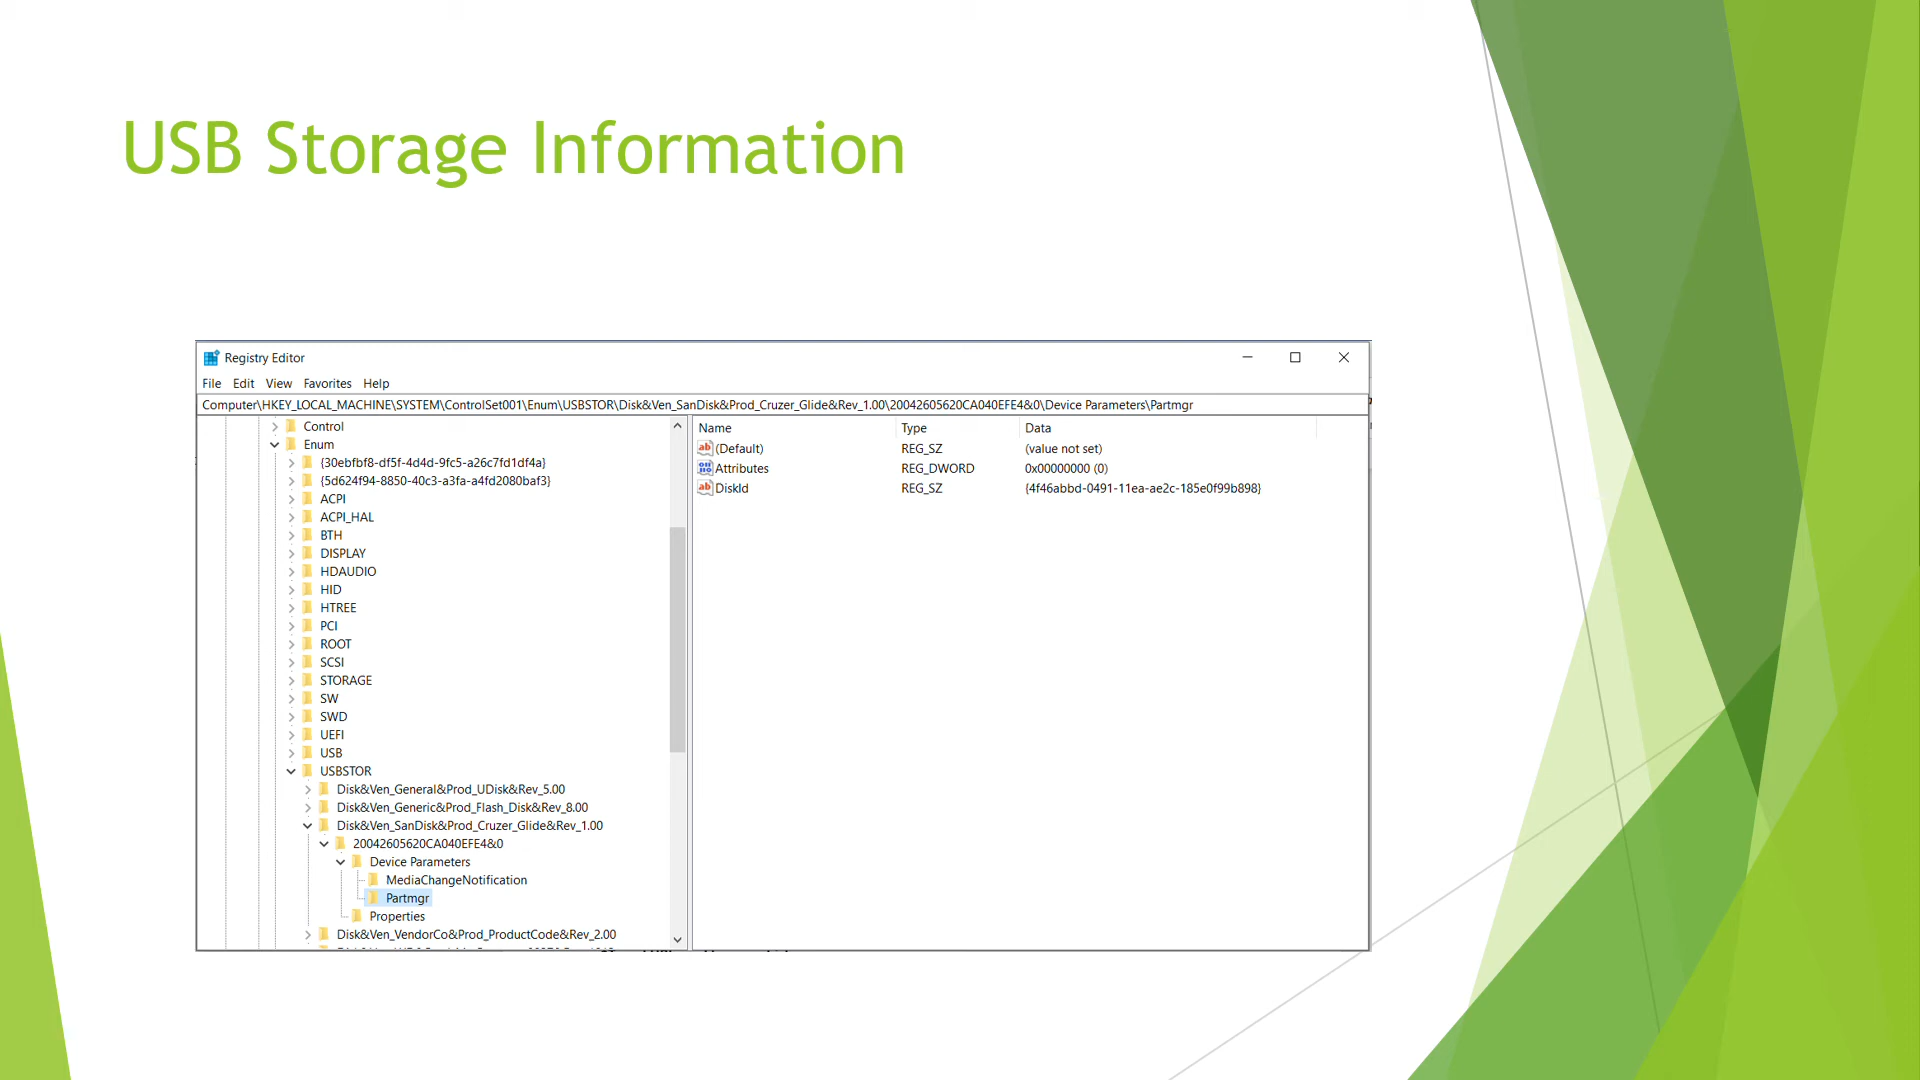 USB Storage Information
Registry Editor
File Edit View Favorites Help
Computer\HKEY_LOCAL_MACHINE\SYSTEM\ControlSet001\Enum\USBSTOR\Disk&Ven_SanDisk&Prod_Cruzer_Glide&Rev_1.00\20042605620CA040EFE4&0\Device Parameters\Partmgr
Control
Enum
{30ebfbf8-df5f-4d4d-9fc5-a26c7fd1df4a}
{5d624f94-8850-40c3-a3fa-a4fd2080baf3}
ACPI
ACPI_HAL
BTH
DISPLAY
HDAUDIO
HID
HTREE
PCI
ROOT
SCSI
STORAGE
SW
SWD
UEFI
USB
USBSTOR
Disk&Ven_General&Prod_UDisk&Rev_5.00
Disk&Ven_Generic&Prod_Flash_Disk&Rev_8.00
Disk&Ven_SanDisk&Prod_Cruzer_Glide&Rev_1.00
20042605620CA040EFE4&0
Device Parameters
MediaChangeNotification
Partmgr
Properties
Disk&Ven_VendorCo&Prod_ProductCode&Rev_2.00
Name Type Data
(Default) REG_SZ (value not set)
Attributes REG_DWORD 0x00000000 (0)
DiskId REG_SZ {4f46abbd-0491-11ea-ae2c-185e0f99b898}